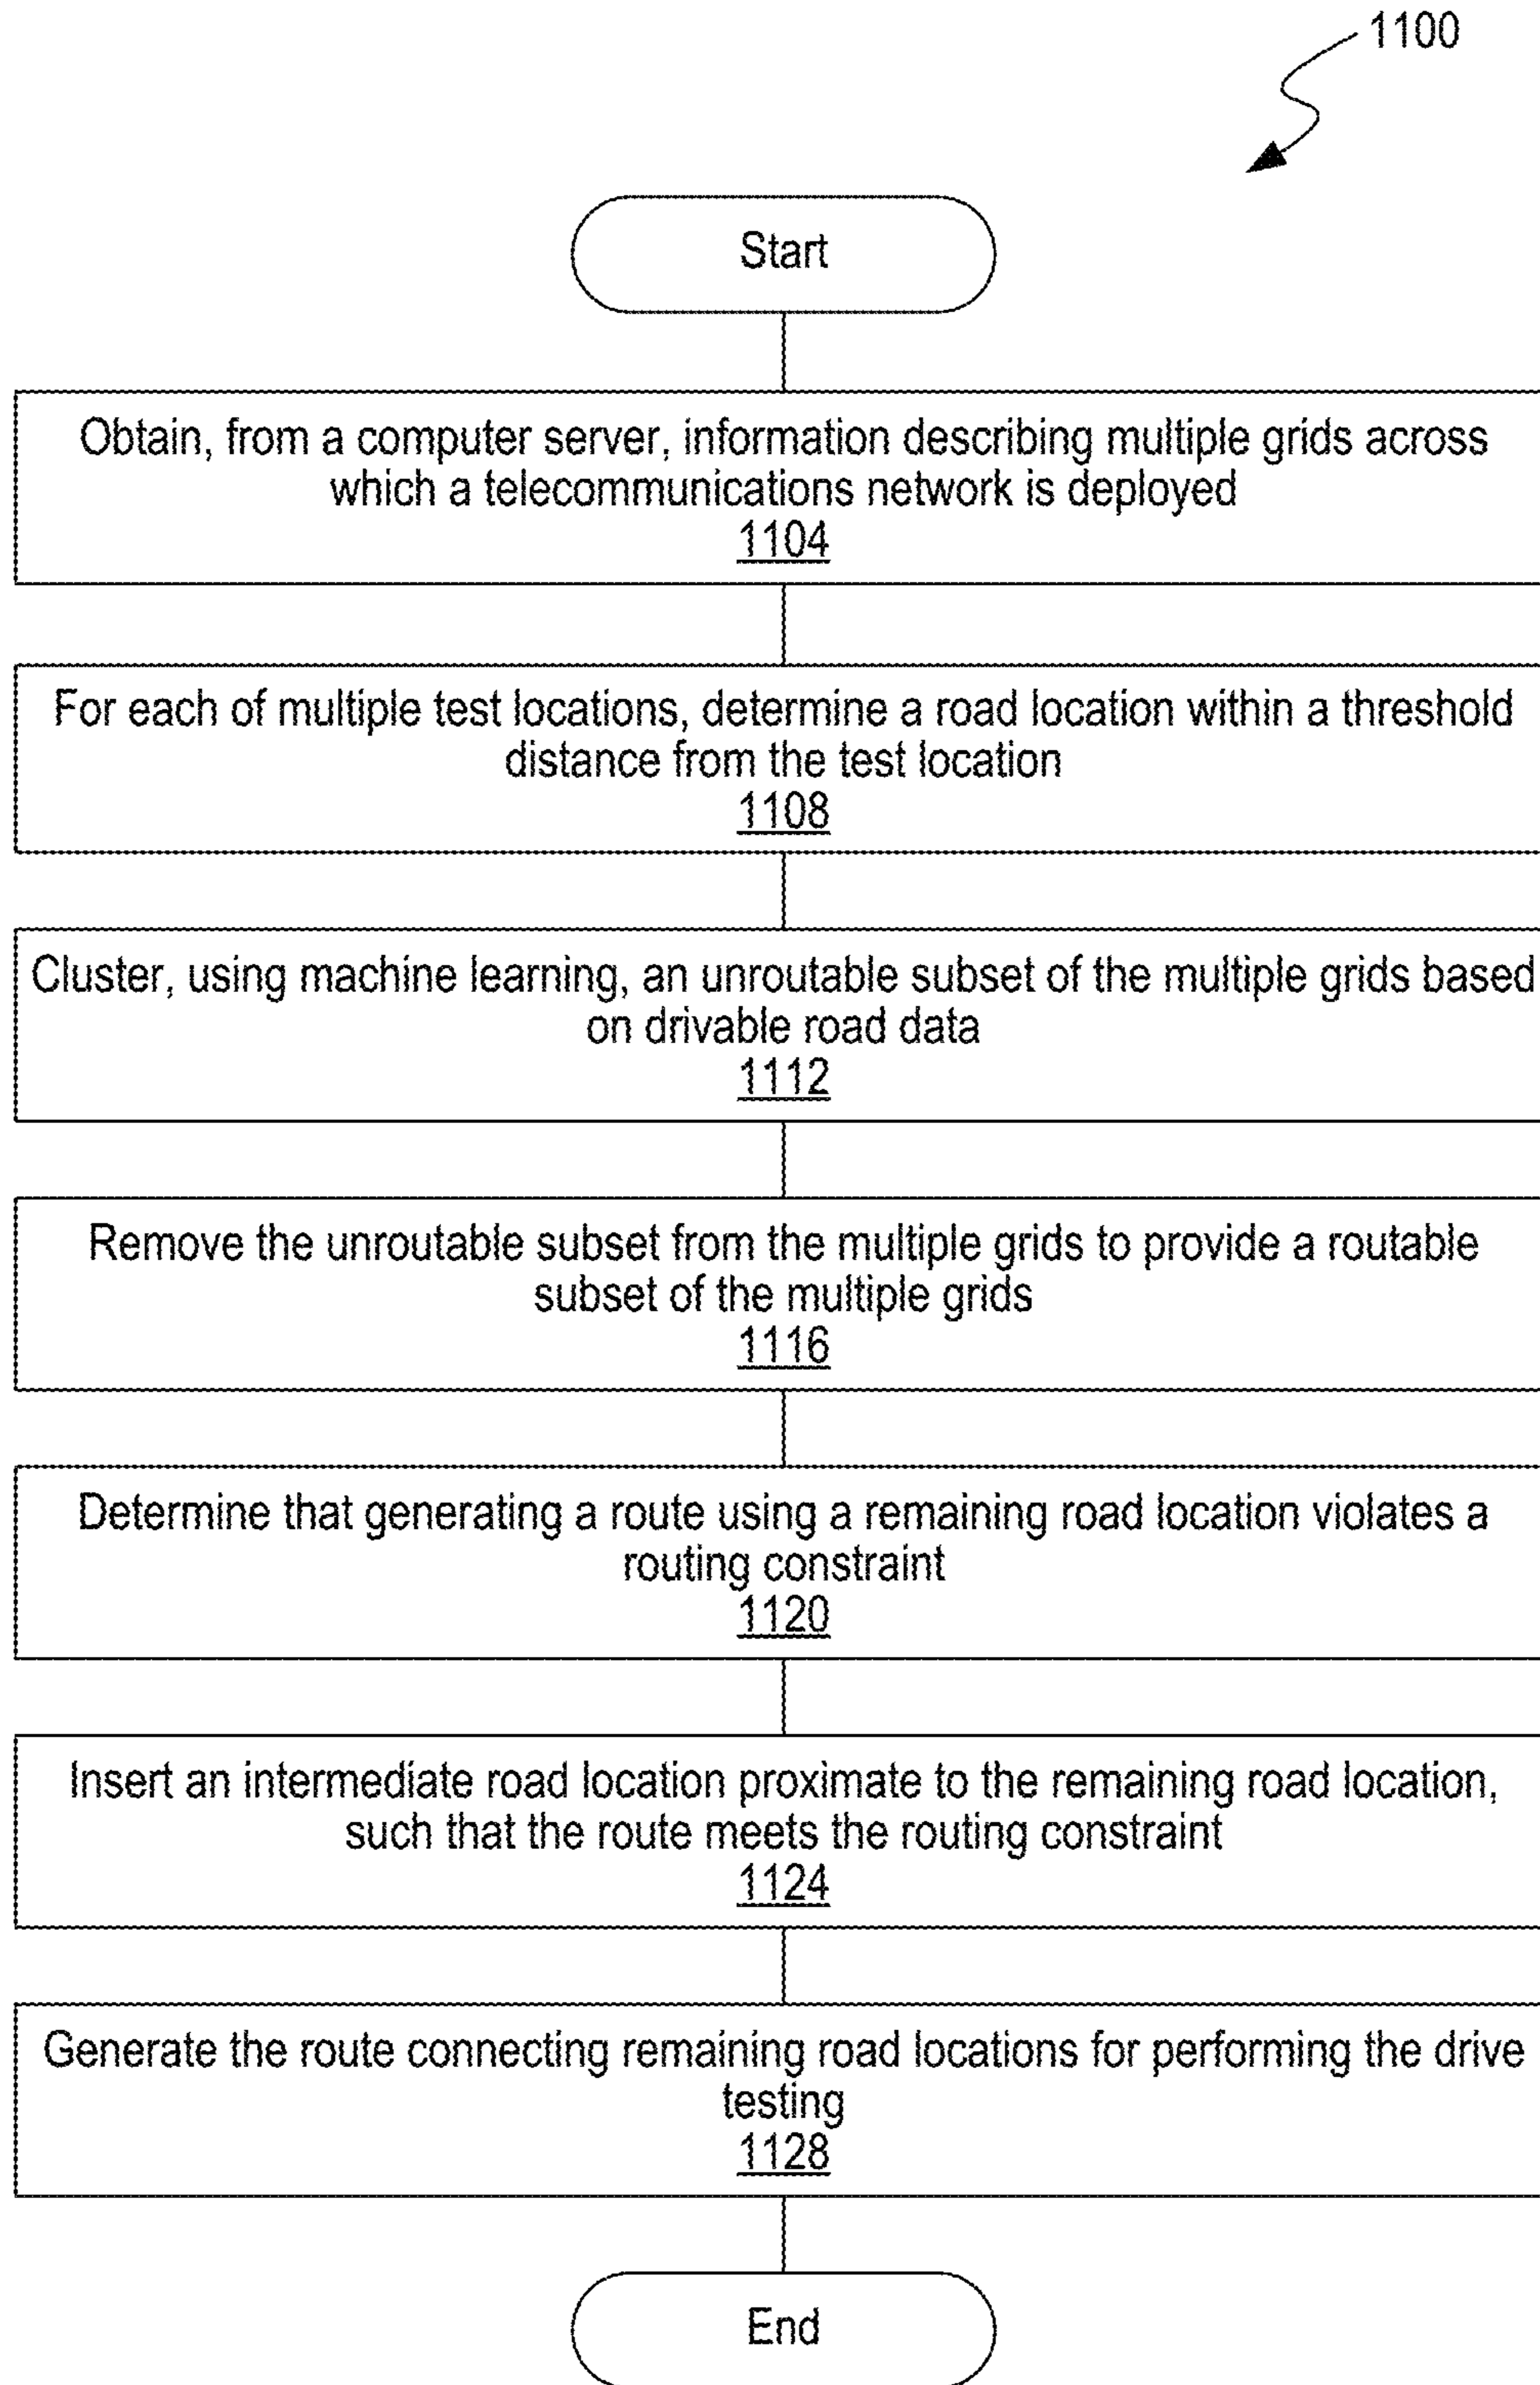 1100
Start
Obtain, from a computer server, information describing multiple grids across
which a telecommunications network is deployed
1104
For each of multiple test locations, determine a road location within a threshold
distance from the test location
1108
Cluster, using machine learning, an unroutable subset of the multiple grids based
on drivable road data
1112
Remove the unroutable subset from the multiple grids to provide a routable
subset of the multiple grids
1116
Determine that generating a route using a remaining road location violates a
routing constraint
1120
Insert an intermediate road location proximate to the remaining road location,
such that the route meets the routing constraint
1124
Generate the route connecting remaining road locations for performing the drive
testing
1128
End